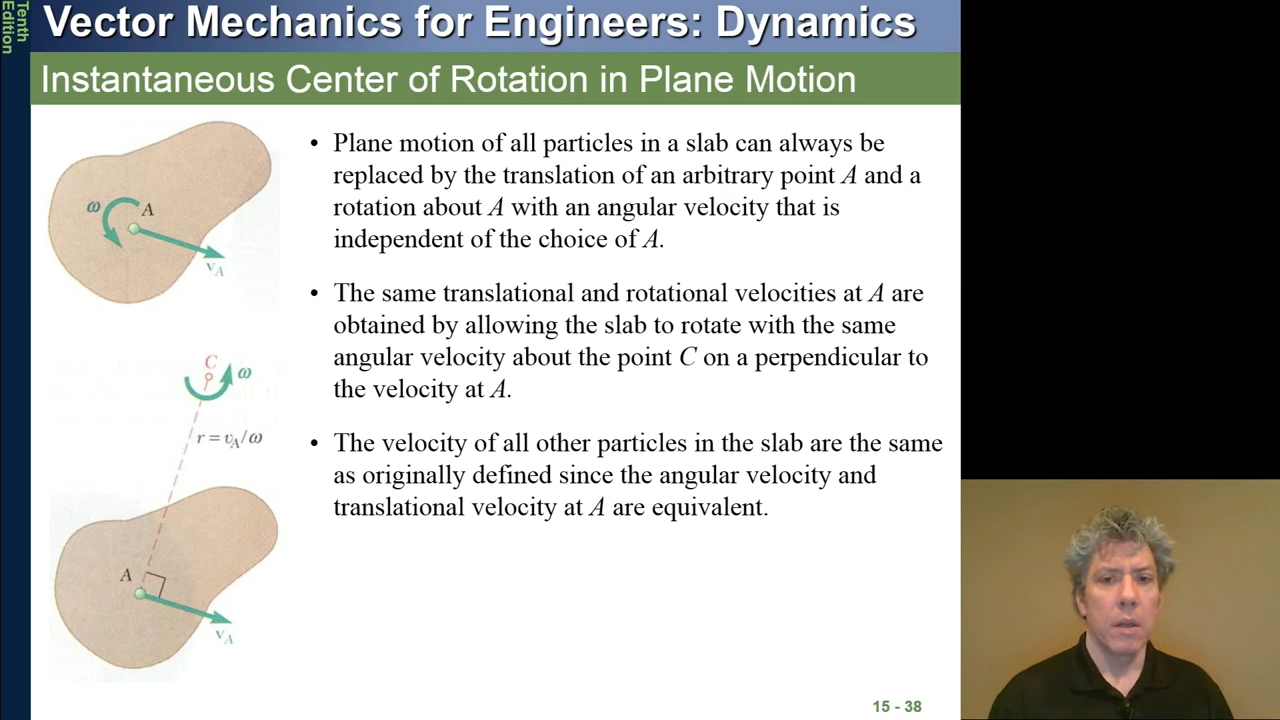 Tenth
Edition
Vector Mechanics for Engineers: Dynamics
Instantaneous Center of Rotation in Plane Motion
ω
A
v_A
C
ω
r = v_A/ω
A
v_A
• Plane motion of all particles in a slab can always be
replaced by the translation of an arbitrary point A and a
rotation about A with an angular velocity that is
independent of the choice of A.
• The same translational and rotational velocities at A are
obtained by allowing the slab to rotate with the same
angular velocity about the point C on a perpendicular to
the velocity at A.
• The velocity of all other particles in the slab are the same
as originally defined since the angular velocity and
translational velocity at A are equivalent.
15 - 38